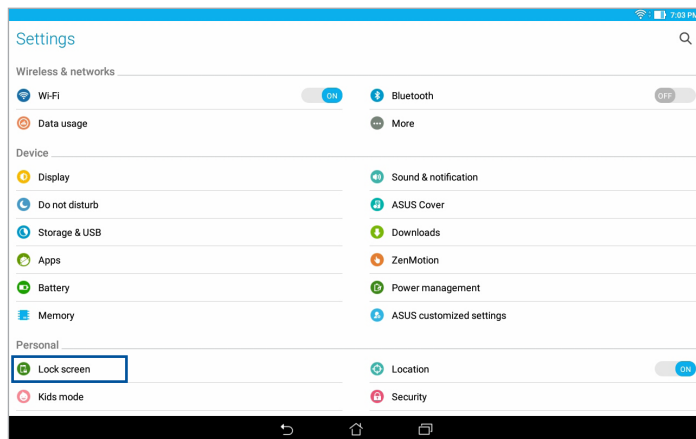 7:03 PM
Settings
Wireless & networks
Wi-Fi ON Bluetooth OFF
Data usage More
Device
Display Sound & notification
Do not disturb ASUS Cover
Storage & USB Downloads
Apps ZenMotion
Battery Power management
Memory ASUS customized settings
Personal
Lock screen Location ON
Kids mode Security